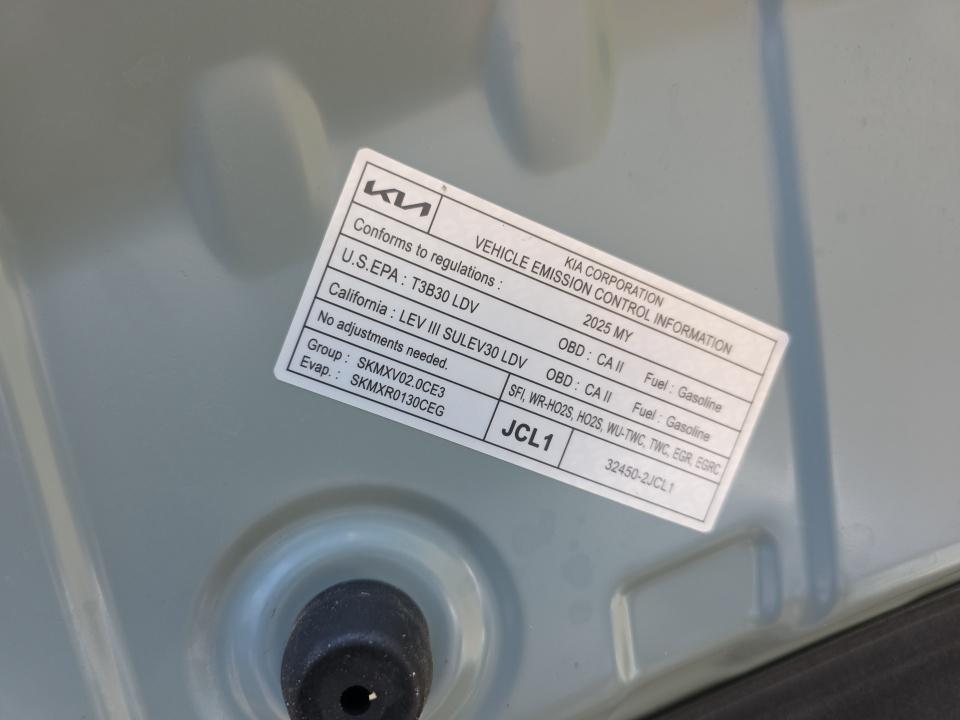 KIA
KIA CORPORATION
VEHICLE EMISSION CONTROL INFORMATION
Conforms to regulations : 2025 MY
U.S.EPA : T3B30 LDV OBD : CA II Fuel : Gasoline
California : LEV III SULEV30 LDV OBD : CA II Fuel : Gasoline
No adjustments needed. SFI, WR-HO2S, HO2S, WU-TWC, TWC, EGR, EGRC
Group : SKMXV02.0CE3
Evap. : SKMXR0130CEG
JCL1
32450-2JCL1